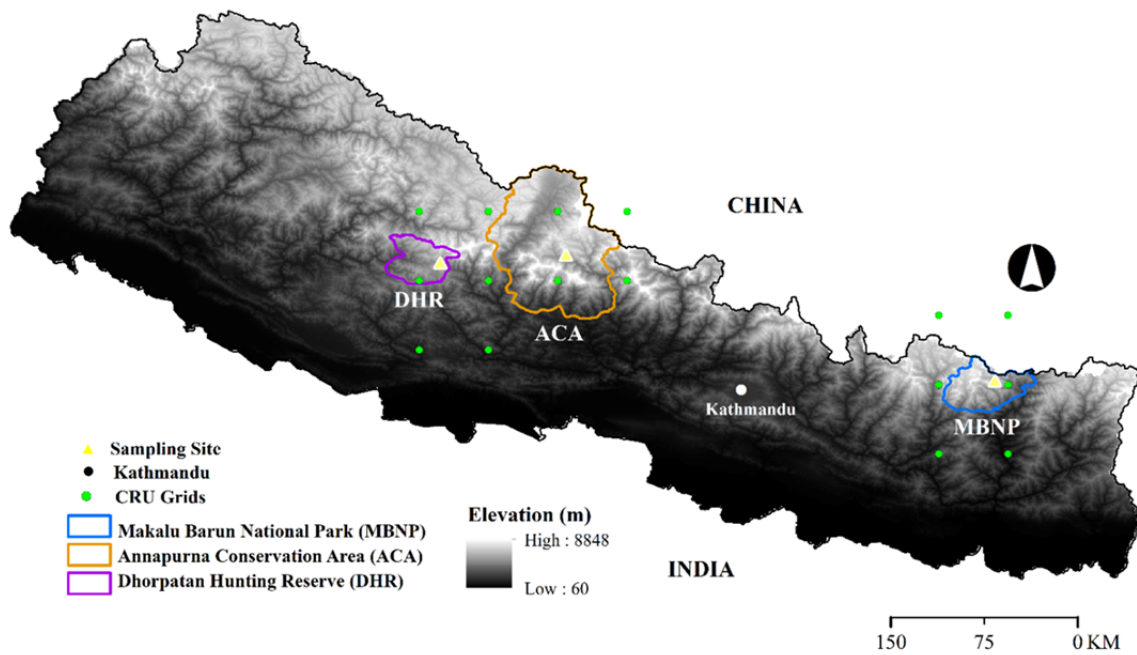 CHINA
DHR
ACA
Kathmandu
MBNP
Sampling Site
Kathmandu
CRU Grids
Makalu Barun National Park (MBNP)
Annapurna Conservation Area (ACA)
Dhorpatan Hunting Reserve (DHR)
Elevation (m)
High : 8848
Low : 60
INDIA
150 75 0 KM